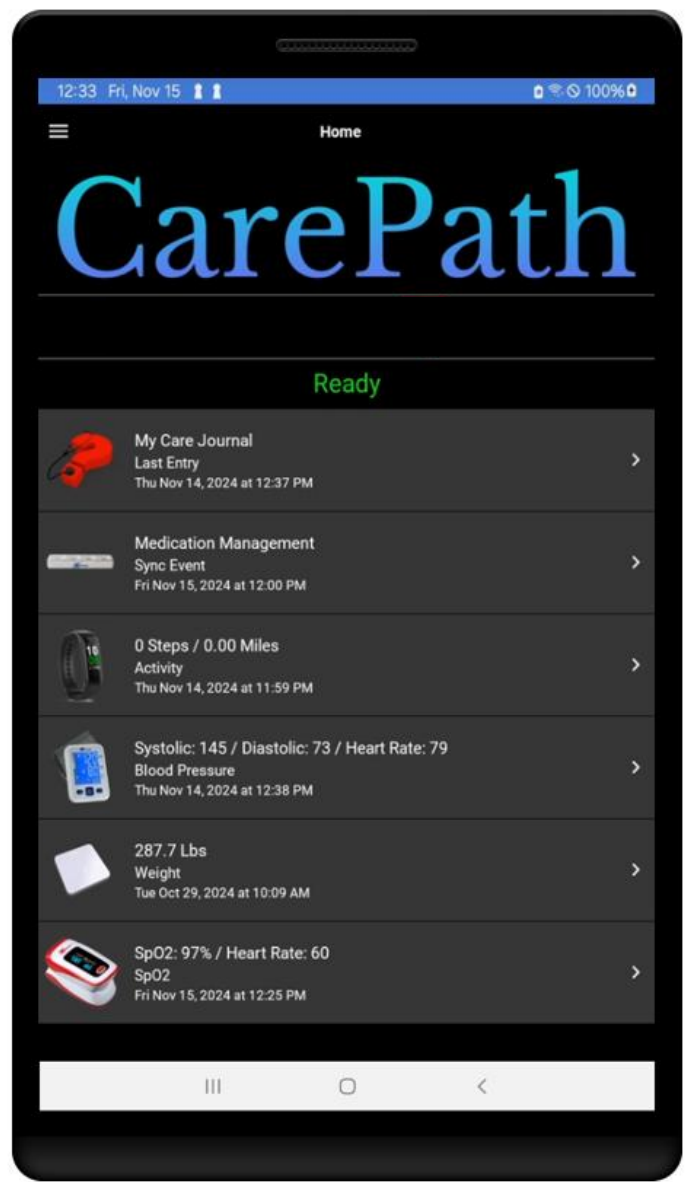 12:33 Fri, Nov 15
100%
Home
CarePath
Ready
My Care Journal
Last Entry
Thu Nov 14, 2024 at 12:37 PM
Medication Management
Sync Event
Fri Nov 15, 2024 at 12:00 PM
0 Steps / 0.00 Miles
Activity
Thu Nov 14, 2024 at 11:59 PM
Systolic: 145 / Diastolic: 73 / Heart Rate: 79
Blood Pressure
Thu Nov 14, 2024 at 12:38 PM
287.7 Lbs
Weight
Tue Oct 29, 2024 at 10:09 AM
SpO2: 97% / Heart Rate: 60
SpO2
Fri Nov 15, 2024 at 12:25 PM